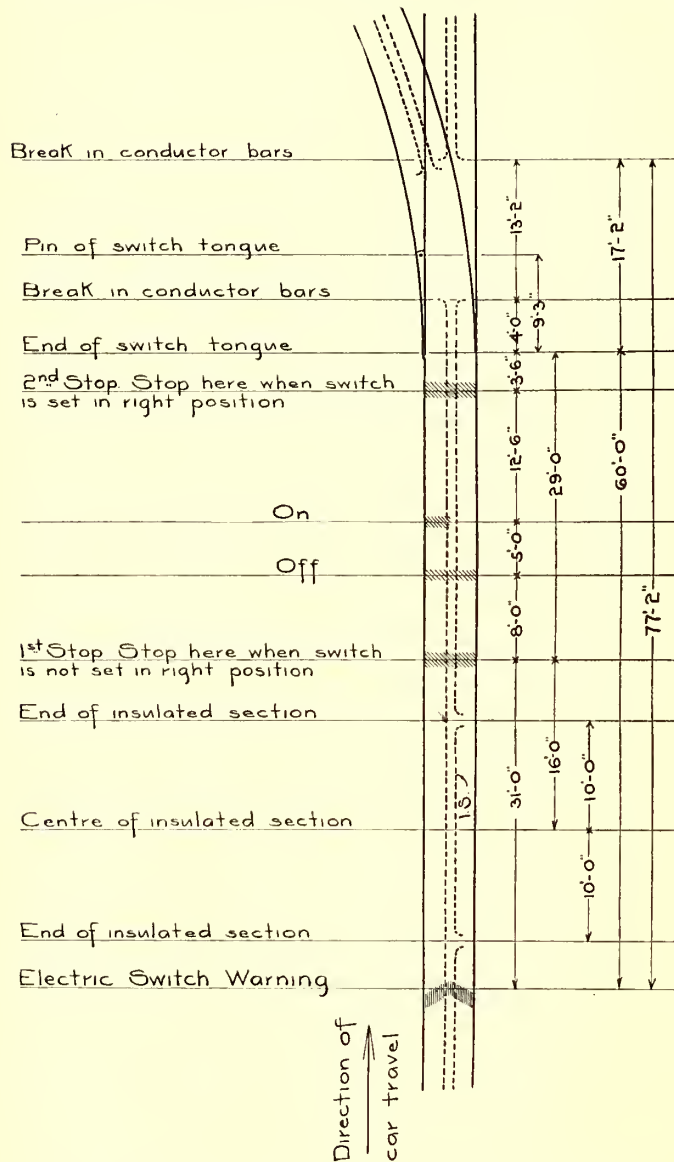 Break in conductor bars
Pin of switch tongue
Break in conductor bars
End of switch tongue
2nd Stop. Stop here when switch
is set in right position
On
Off
1st Stop Stop here when switch
is not set in right position
End of insulated section
Centre of insulated section
End of insulated section
Electric Switch Warning
Direction of
car travel
I.S.
13'-2"
4'-0"
3'-6"
12'-6"
5'-0"
8'-0"
31'-0"
9'-3"
29'-0"
16'-0"
10'-0"
10'-0"
17'-2"
60'-0"
77'-2"